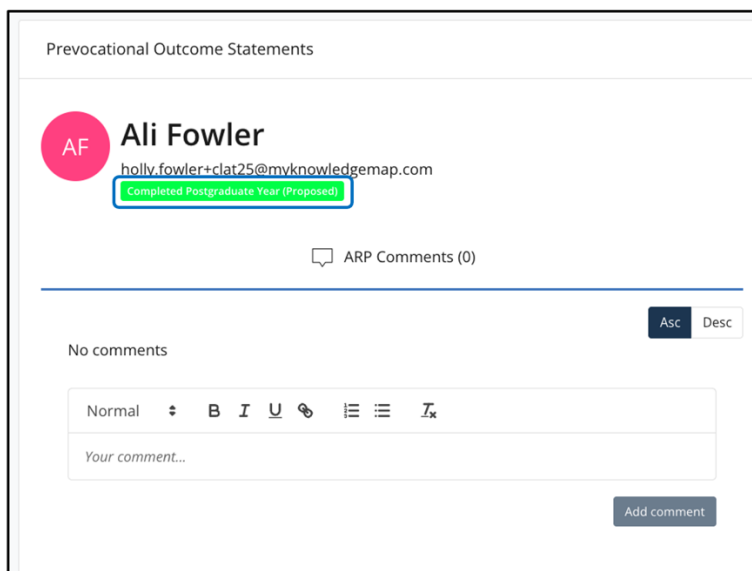 Prevocational Outcome Statements
AF
Ali Fowler
holly.fowler+clat25@myknowledgemap.com
Completed Postgraduate Year (Proposed)
ARP Comments (0)
Asc Desc
No comments
Normal B I U
Your comment...
Add comment